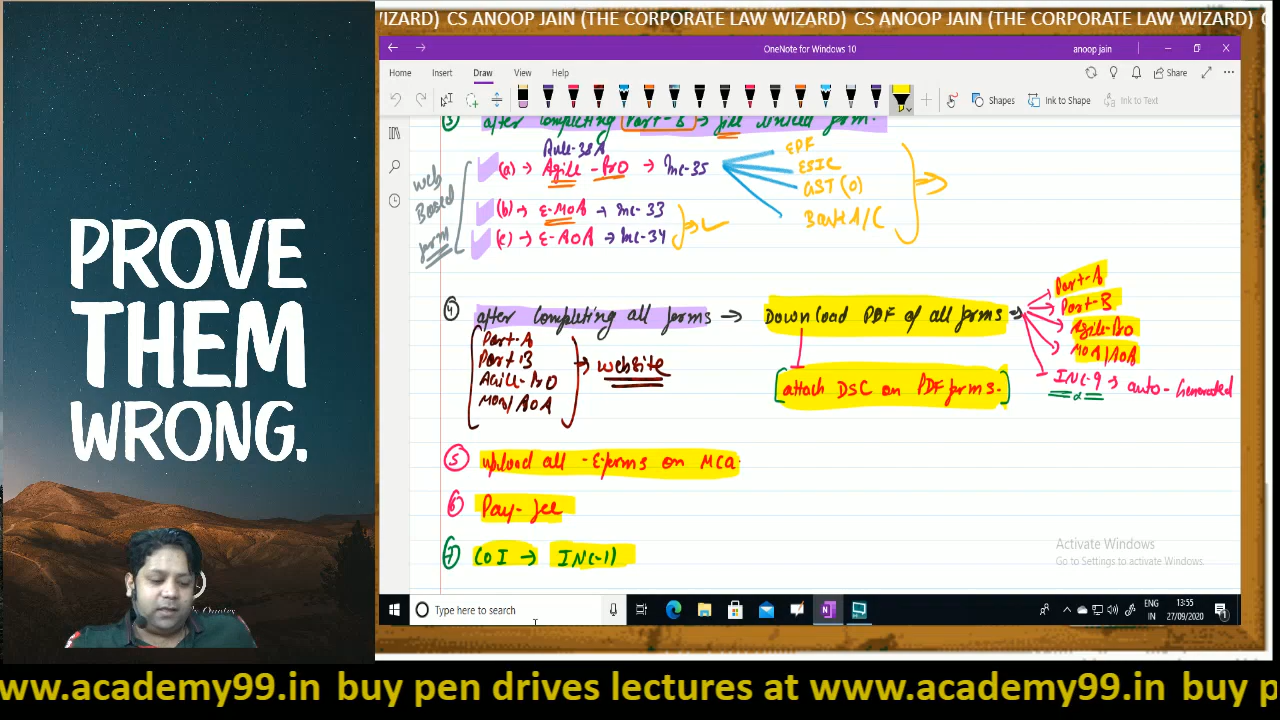 WIZARD) CS ANOOP JAIN (THE CORPORATE LAW WIZARD) CS ANOOP JAIN (THE CORPORATE LAW WIZARD) C
OneNote for Windows 10
anoop jain
Home Insert Draw View Help
Share
Shapes
Ink to Shape
Ink to Text
③ after completing Part-B → fill linked form.
Rule-38A
(a) → Agile-Pro → Inc-35
EPF
ESIC
GST (O)
Bank A/C
Web
Based
form
(b) → E-MOA → Inc-33
(c) → E-AOA → Inc-34
④ after completing all forms → Download PDF of all forms →
Part-A
Part-B
Agile-Pro
MOA/AOA
INC-9 → auto-Generated
Part-A
Part B
Agile-Pro
MOA/AOA
→ website
attach DSC on PDF forms.
⑤ upload all -Eforms on MCA
⑥ Pay-fee
⑦ COI → INC-11
PROVE
THEM
WRONG.
Quotes
Activate Windows
Go to Settings to activate Windows.
Type here to search
ENG
IN
13:55
27/09/2020
ww.academy99.in buy pen drives lectures at www.academy99.in buy p